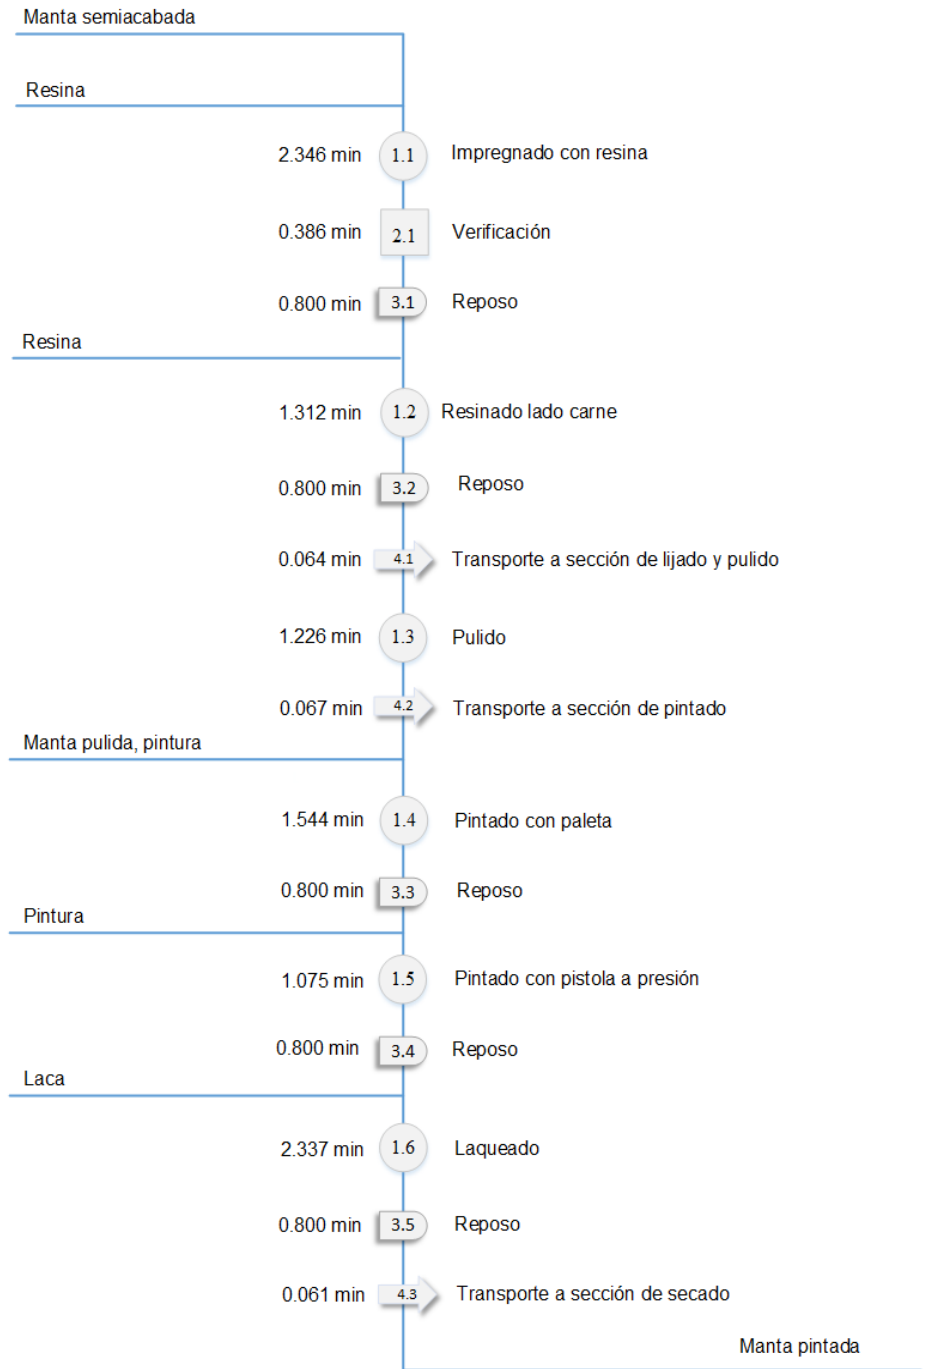 Manta semiacabada
Resina
2.346 min 1.1 Impregnado con resina
0.386 min 2.1 Verificación
0.800 min 3.1 Reposo
Resina
1.312 min 1.2 Resinado lado carne
0.800 min 3.2 Reposo
0.064 min 4.1 Transporte a sección de lijado y pulido
1.226 min 1.3 Pulido
0.067 min 4.2 Transporte a sección de pintado
Manta pulida, pintura
1.544 min 1.4 Pintado con paleta
0.800 min 3.3 Reposo
Pintura
1.075 min 1.5 Pintado con pistola a presión
0.800 min 3.4 Reposo
Laca
2.337 min 1.6 Laqueado
0.800 min 3.5 Reposo
0.061 min 4.3 Transporte a sección de secado
Manta pintada